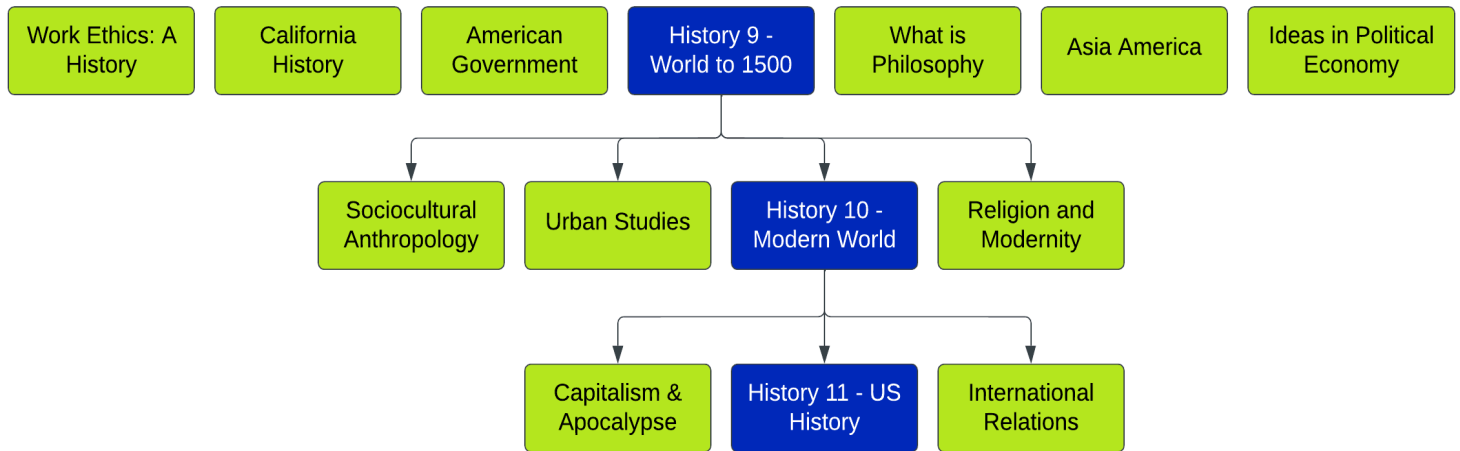 Work Ethics: A
History
California
History
American
Government
History 9 -
World to 1500
What is
Philosophy
Asia America
Ideas in Political
Economy
Sociocultural
Anthropology
Urban Studies
History 10 -
Modern World
Religion and
Modernity
Capitalism &
Apocalypse
History 11 - US
History
International
Relations